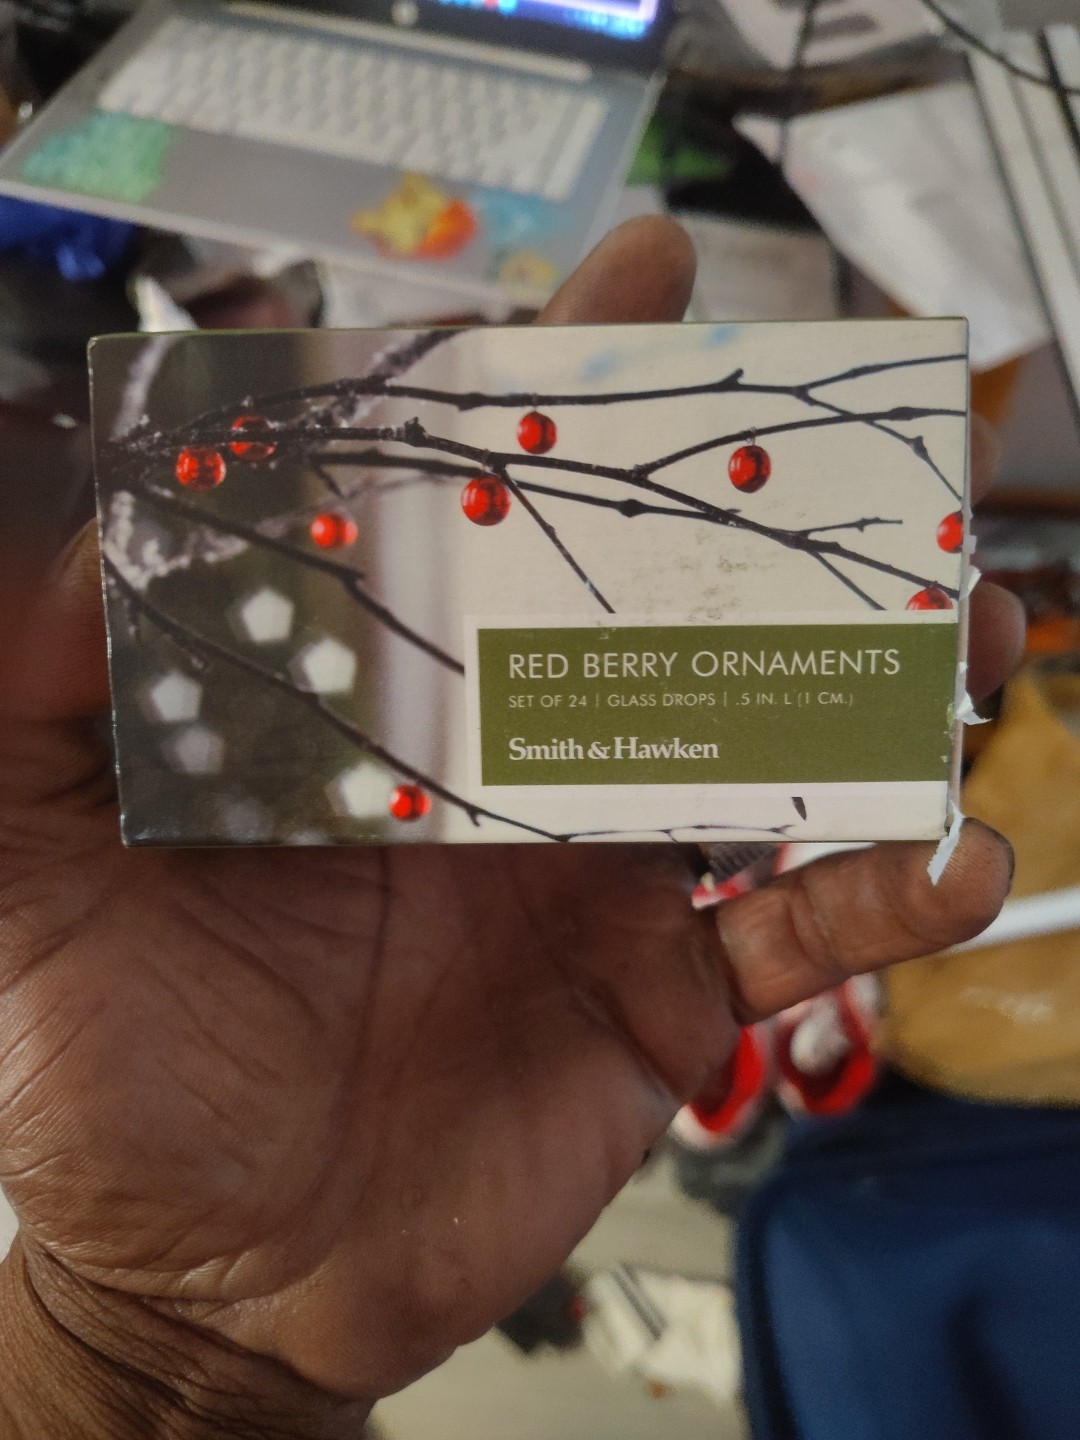 RED BERRY ORNAMENTS
SET OF 24 | GLASS DROPS | .5 IN. L (1 CM.)
Smith & Hawken